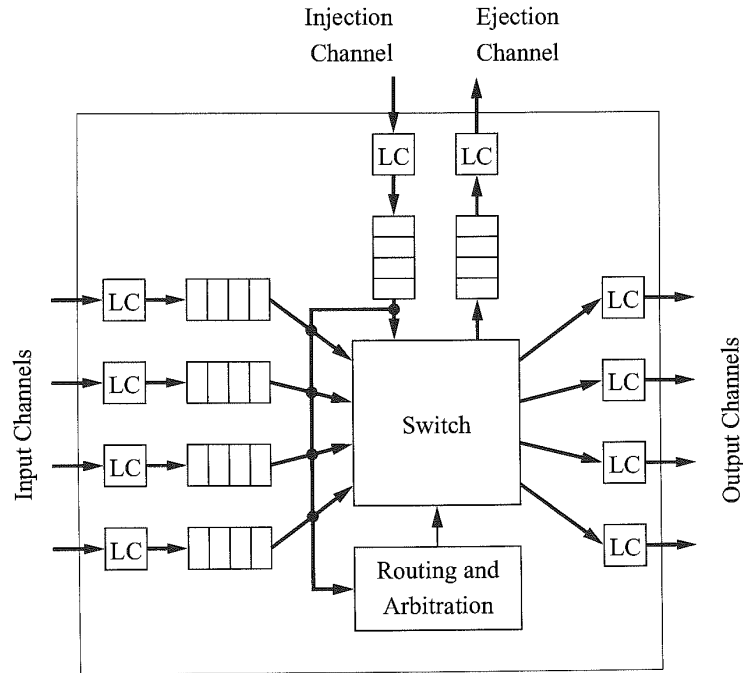 Injection
Channel
Ejection
Channel
LC
LC
LC
LC
LC
LC
LC
LC
LC
LC
Input Channels
Switch
Output Channels
Routing and
Arbitration